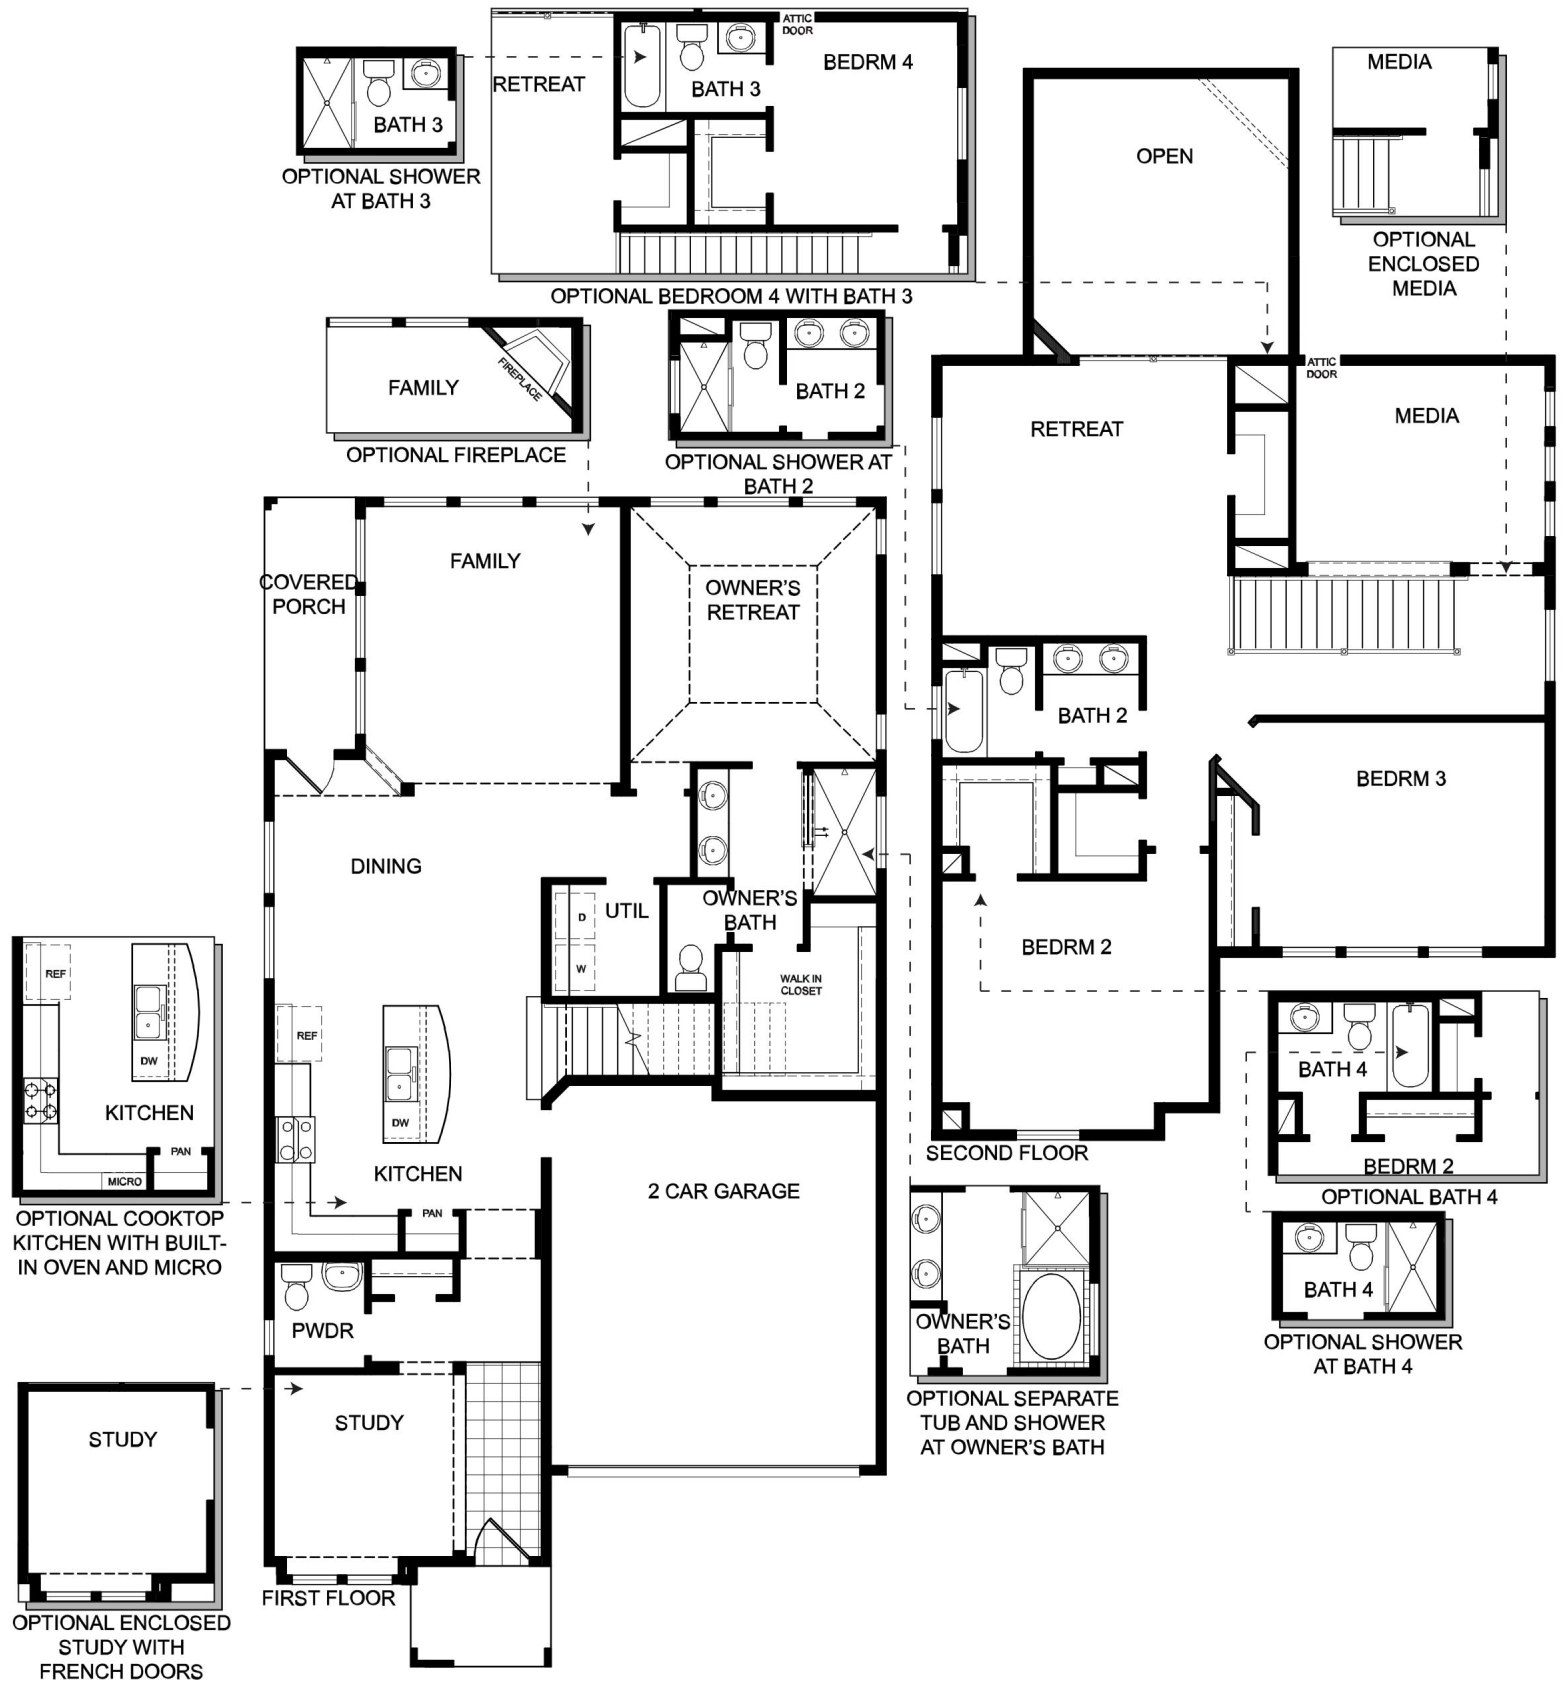 ATTIC
DOOR
BEDRM 4
RETREAT
BATH 3
OPTIONAL BEDROOM 4 WITH BATH 3
BATH 3
OPTIONAL SHOWER
AT BATH 3
MEDIA
OPTIONAL
ENCLOSED
MEDIA
FAMILY
FIREPLACE
OPTIONAL FIREPLACE
BATH 2
OPTIONAL SHOWER AT
BATH 2
OPEN
ATTIC
DOOR
RETREAT
MEDIA
BATH 2
BEDRM 3
BEDRM 2
SECOND FLOOR
COVERED
PORCH
FAMILY
OWNER'S
RETREAT
DINING
UTIL
D
W
OWNER'S
BATH
WALK IN
CLOSET
REF
DW
KITCHEN
PAN
2 CAR GARAGE
PWDR
STUDY
FIRST FLOOR
REF
DW
KITCHEN
PAN
MICRO
OPTIONAL COOKTOP
KITCHEN WITH BUILT-
IN OVEN AND MICRO
STUDY
OPTIONAL ENCLOSED
STUDY WITH
FRENCH DOORS
OWNER'S
BATH
OPTIONAL SEPARATE
TUB AND SHOWER
AT OWNER'S BATH
BATH 4
BEDRM 2
OPTIONAL BATH 4
BATH 4
OPTIONAL SHOWER
AT BATH 4